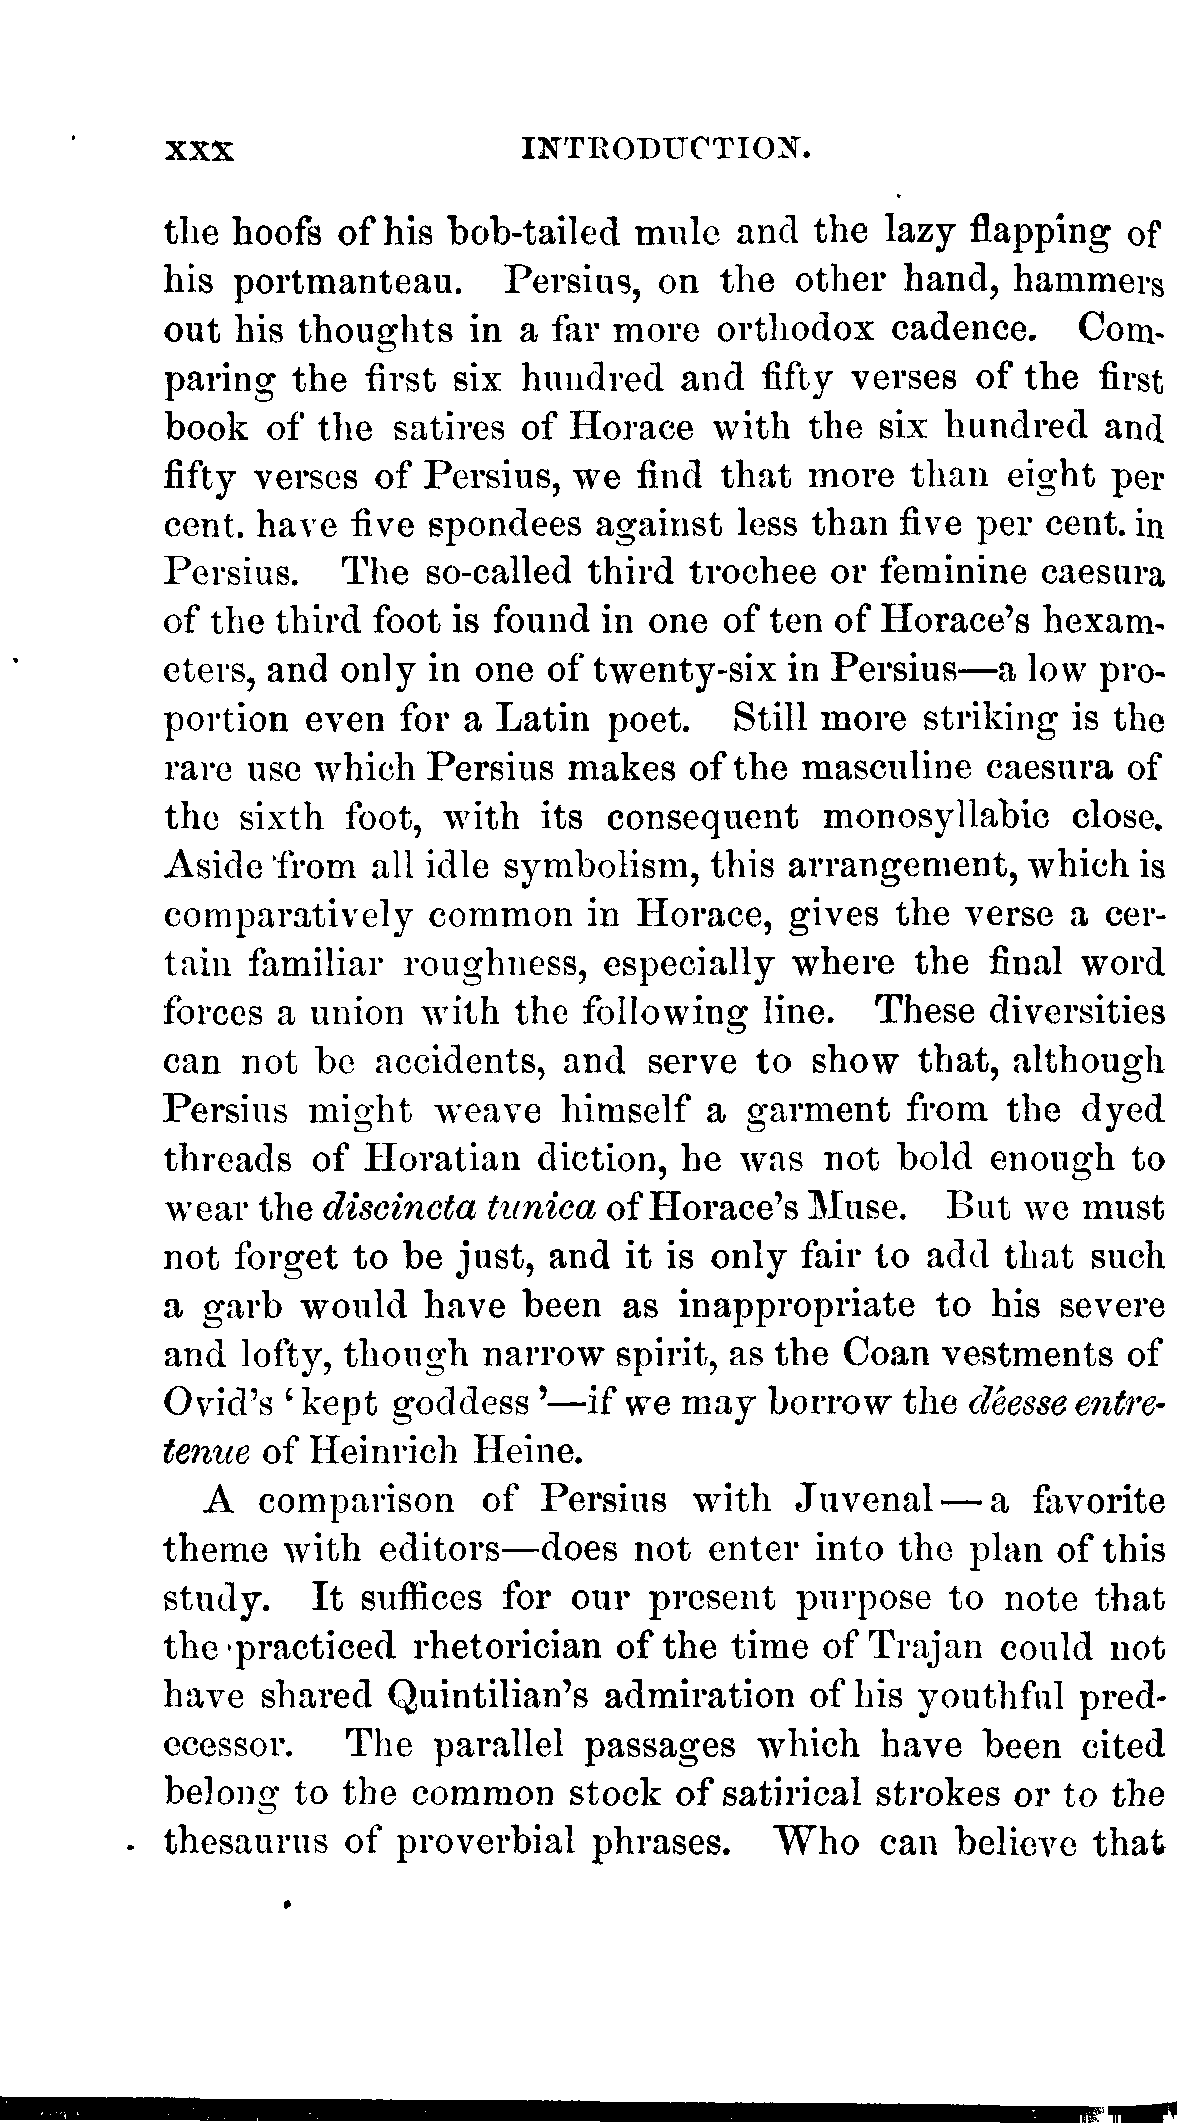 xxx INTRODUCTION.
the hoofs of his bob-tailed mule and the lazy flapping of
his portmanteau. Persius, on the other hand, hammers
out his thoughts in a far more orthodox cadence. Com-
paring the first six hundred and fifty verses of the first
book of the satires of Horace with the six hundred and
fifty verses of Persius, we find that more than eight per
cent. have five spondees against less than five per cent. in
Persius. The so-called third trochee or feminine caesura
of the third foot is found in one of ten of Horace's hexam-
eters, and only in one of twenty-six in Persius—a low pro-
portion even for a Latin poet. Still more striking is the
rare use which Persius makes of the masculine caesura of
the sixth foot, with its consequent monosyllabic close.
Aside from all idle symbolism, this arrangement, which is
comparatively common in Horace, gives the verse a cer-
tain familiar roughness, especially where the final word
forces a union with the following line. These diversities
can not be accidents, and serve to show that, although
Persius might weave himself a garment from the dyed
threads of Horatian diction, he was not bold enough to
wear the discincta tunica of Horace's Muse. But we must
not forget to be just, and it is only fair to add that such
a garb would have been as inappropriate to his severe
and lofty, though narrow spirit, as the Coan vestments of
Ovid's 'kept goddess'—if we may borrow the déesse entre-
tenue of Heinrich Heine.
A comparison of Persius with Juvenal—a favorite
theme with editors—does not enter into the plan of this
study. It suffices for our present purpose to note that
the practiced rhetorician of the time of Trajan could not
have shared Quintilian's admiration of his youthful pred-
ecessor. The parallel passages which have been cited
belong to the common stock of satirical strokes or to the
thesaurus of proverbial phrases. Who can believe that